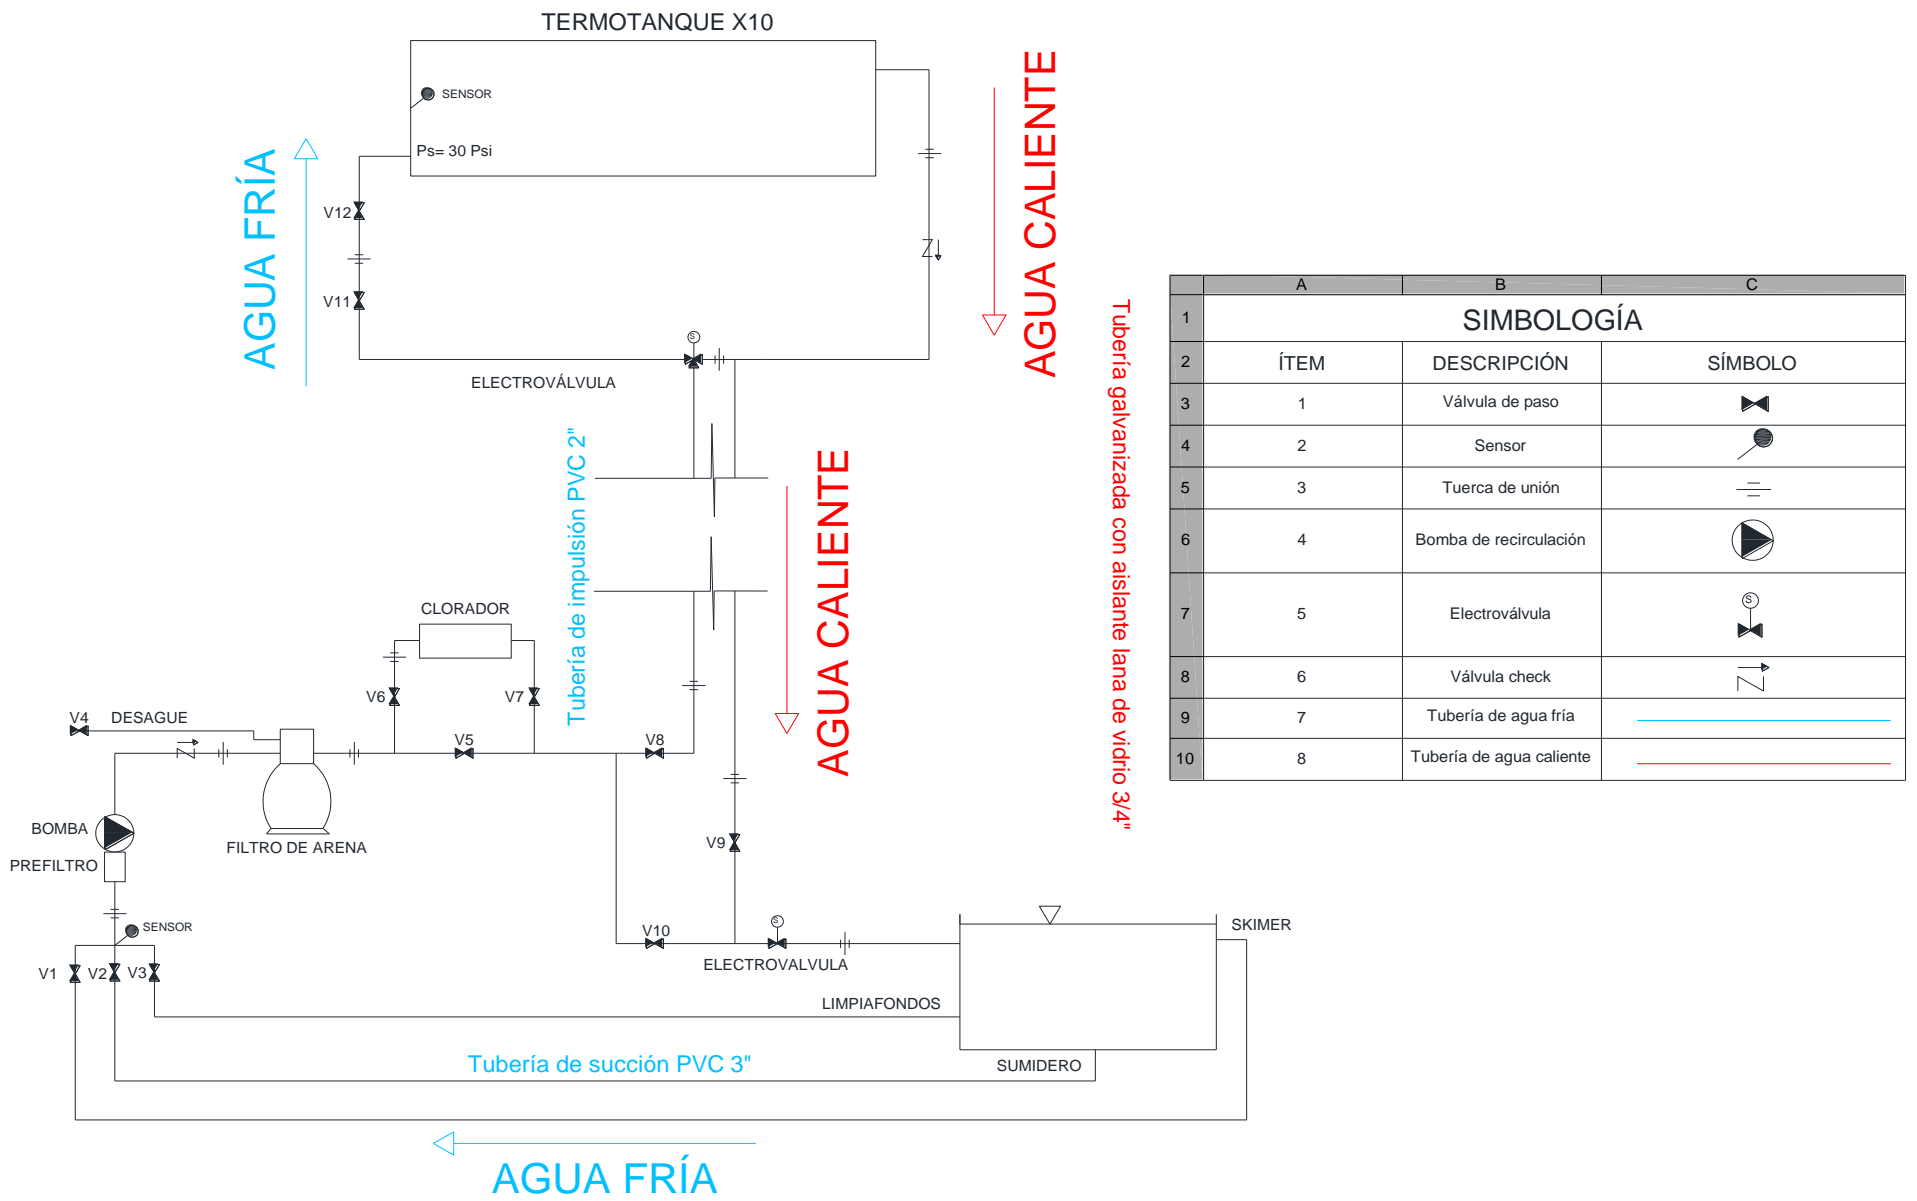 TERMOTANQUE X10
SENSOR
Ps= 30 Psi
AGUA FRÍA
V12
V11
AGUA CALIENTE
S
ELECTROVÁLVULA
Tubería de impulsión PVC 2"
AGUA CALIENTE
Tubería galvanizada con aislante lana de vidrio 3/4"
CLORADOR
V6
V7
V4
DESAGUE
V5
V8
BOMBA
FILTRO DE ARENA
PREFILTRO
V9
SENSOR
V1
V2
V3
V10
S
ELECTROVALVULA
SKIMER
LIMPIAFONDOS
SUMIDERO
Tubería de succión PVC 3"
AGUA FRÍA
A B C
1 SIMBOLOGÍA
2 ÍTEM DESCRIPCIÓN SÍMBOLO
3 1 Válvula de paso
4 2 Sensor
5 3 Tuerca de unión
6 4 Bomba de recirculación
7 5 Electroválvula S
8 6 Válvula check
9 7 Tubería de agua fría
10 8 Tubería de agua caliente